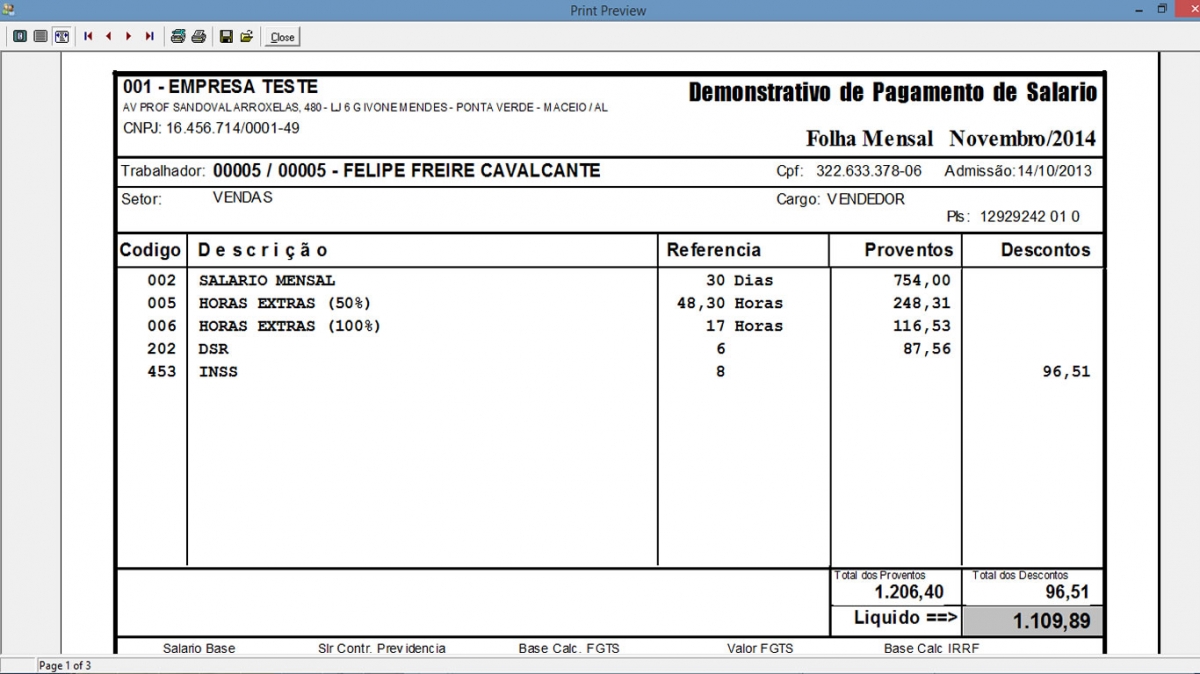 Print Preview
Close
001 - EMPRESA TESTE
AV PROF SANDOVAL ARROXELAS, 480 - LJ 6 G IVONE MENDES - PONTA VERDE - MACEIO / AL
CNPJ: 16.456.714/0001-49
Demonstrativo de Pagamento de Salario
Folha Mensal Novembro/2014
Trabalhador: 00005 / 00005 - FELIPE FREIRE CAVALCANTE Cpf: 322.633.378-06 Admissão:14/10/2013
Setor: VENDAS Cargo: VENDEDOR
PIs: 12929242 01 0
Codigo Descrição Referencia Proventos Descontos
002 SALARIO MENSAL 30 Dias 754,00
005 HORAS EXTRAS (50%) 48,30 Horas 248,31
006 HORAS EXTRAS (100%) 17 Horas 116,53
202 DSR 6 87,56
453 INSS 8 96,51
Total dos Proventos Total dos Descontos
1.206,40 96,51
Liquido ==> 1.109,89
Salario Base Slr Contr. Previdencia Base Calc. FGTS Valor FGTS Base Calc IRRF
Page 1 of 3